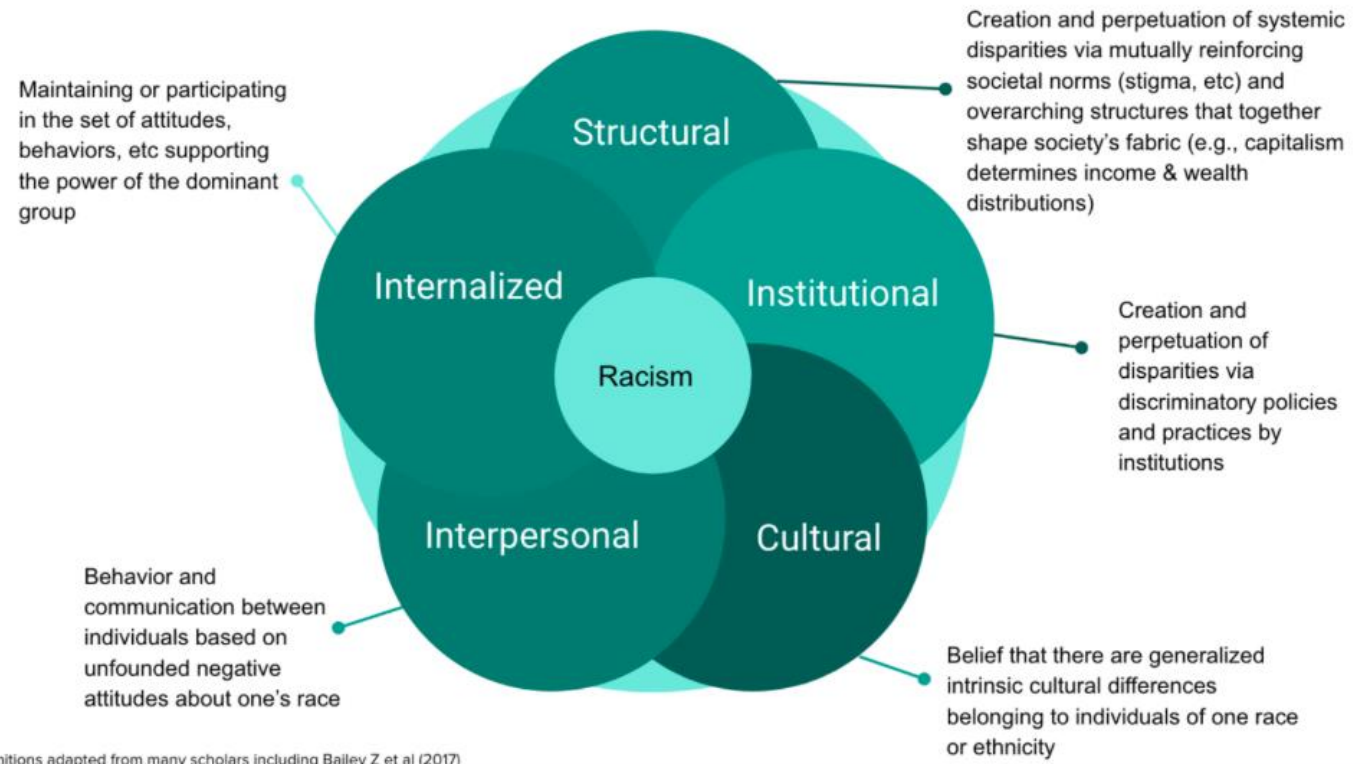 Creation and perpetuation of systemic
disparities via mutually reinforcing
societal norms (stigma, etc) and
overarching structures that together
shape society's fabric (e.g., capitalism
determines income & wealth
distributions)
Maintaining or participating
in the set of attitudes,
behaviors, etc supporting
the power of the dominant
group
Structural
Internalized
Institutional
Racism
Creation and
perpetuation of
disparities via
discriminatory policies
and practices by
institutions
Interpersonal
Cultural
Behavior and
communication between
individuals based on
unfounded negative
attitudes about one's race
Belief that there are generalized
intrinsic cultural differences
belonging to individuals of one race
or ethnicity
adapted from many scholars including Bailey Z et al (2017)